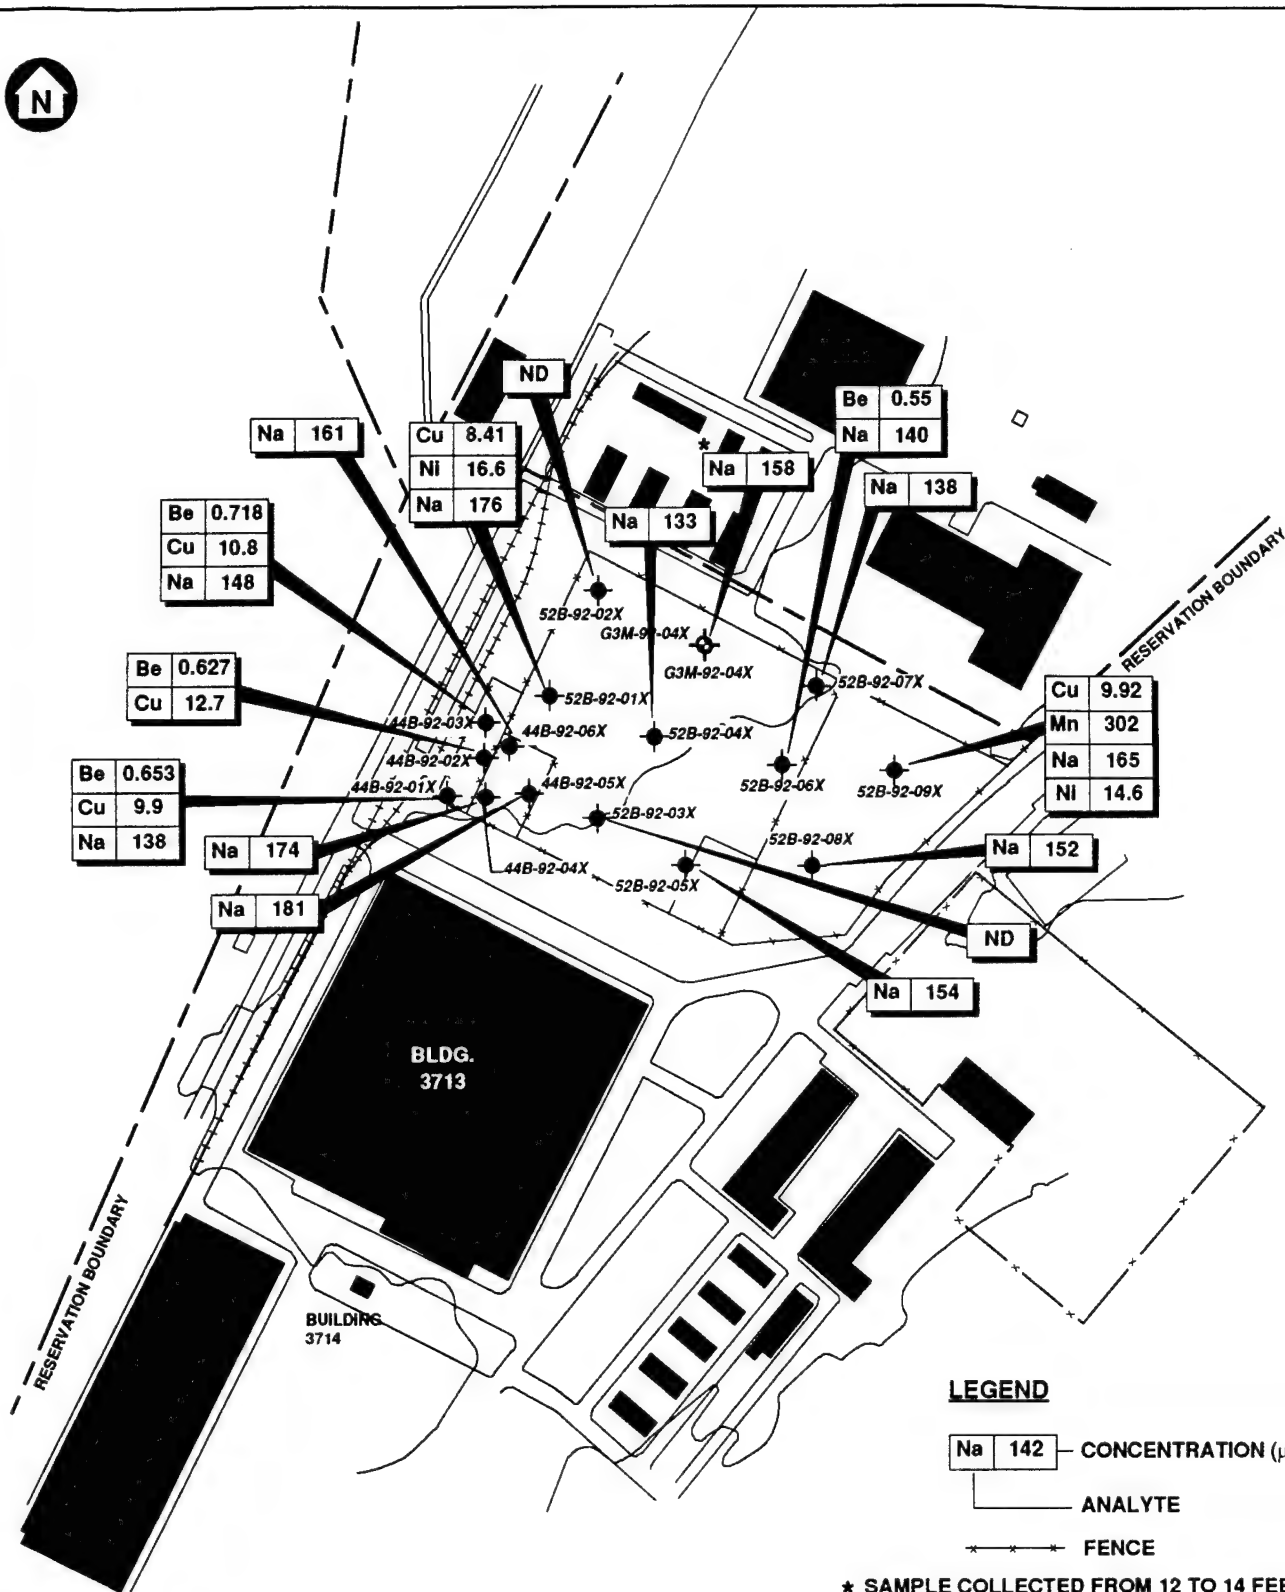 N
ND
Be 0.55
Na 140
Na 161
Cu 8.41
Ni 16.6
Na 176
*
Na 158
Na 138
Be 0.718
Cu 10.8
Na 148
Na 133
52B-92-02X
G3M-92-04X
G3M-92-04X
RESERVATION BOUNDARY
Be 0.627
Cu 12.7
52B-92-01X
52B-92-07X
Cu 9.92
Mn 302
Na 165
Ni 14.6
44B-92-03X
44B-92-06X
52B-92-04X
44B-92-02X
52B-92-06X
52B-92-09X
Be 0.653
Cu 9.9
Na 138
44B-92-01X
44B-92-05X
52B-92-03X
52B-92-08X
Na 174
44B-92-04X
52B-92-05X
Na 152
Na 181
ND
Na 154
BLDG.
3713
RESERVATION BOUNDARY
BUILDING
3714
LEGEND
Na 142 CONCENTRATION (μ
ANALYTE
FENCE
* SAMPLE COLLECTED FROM 12 TO 14 FEE